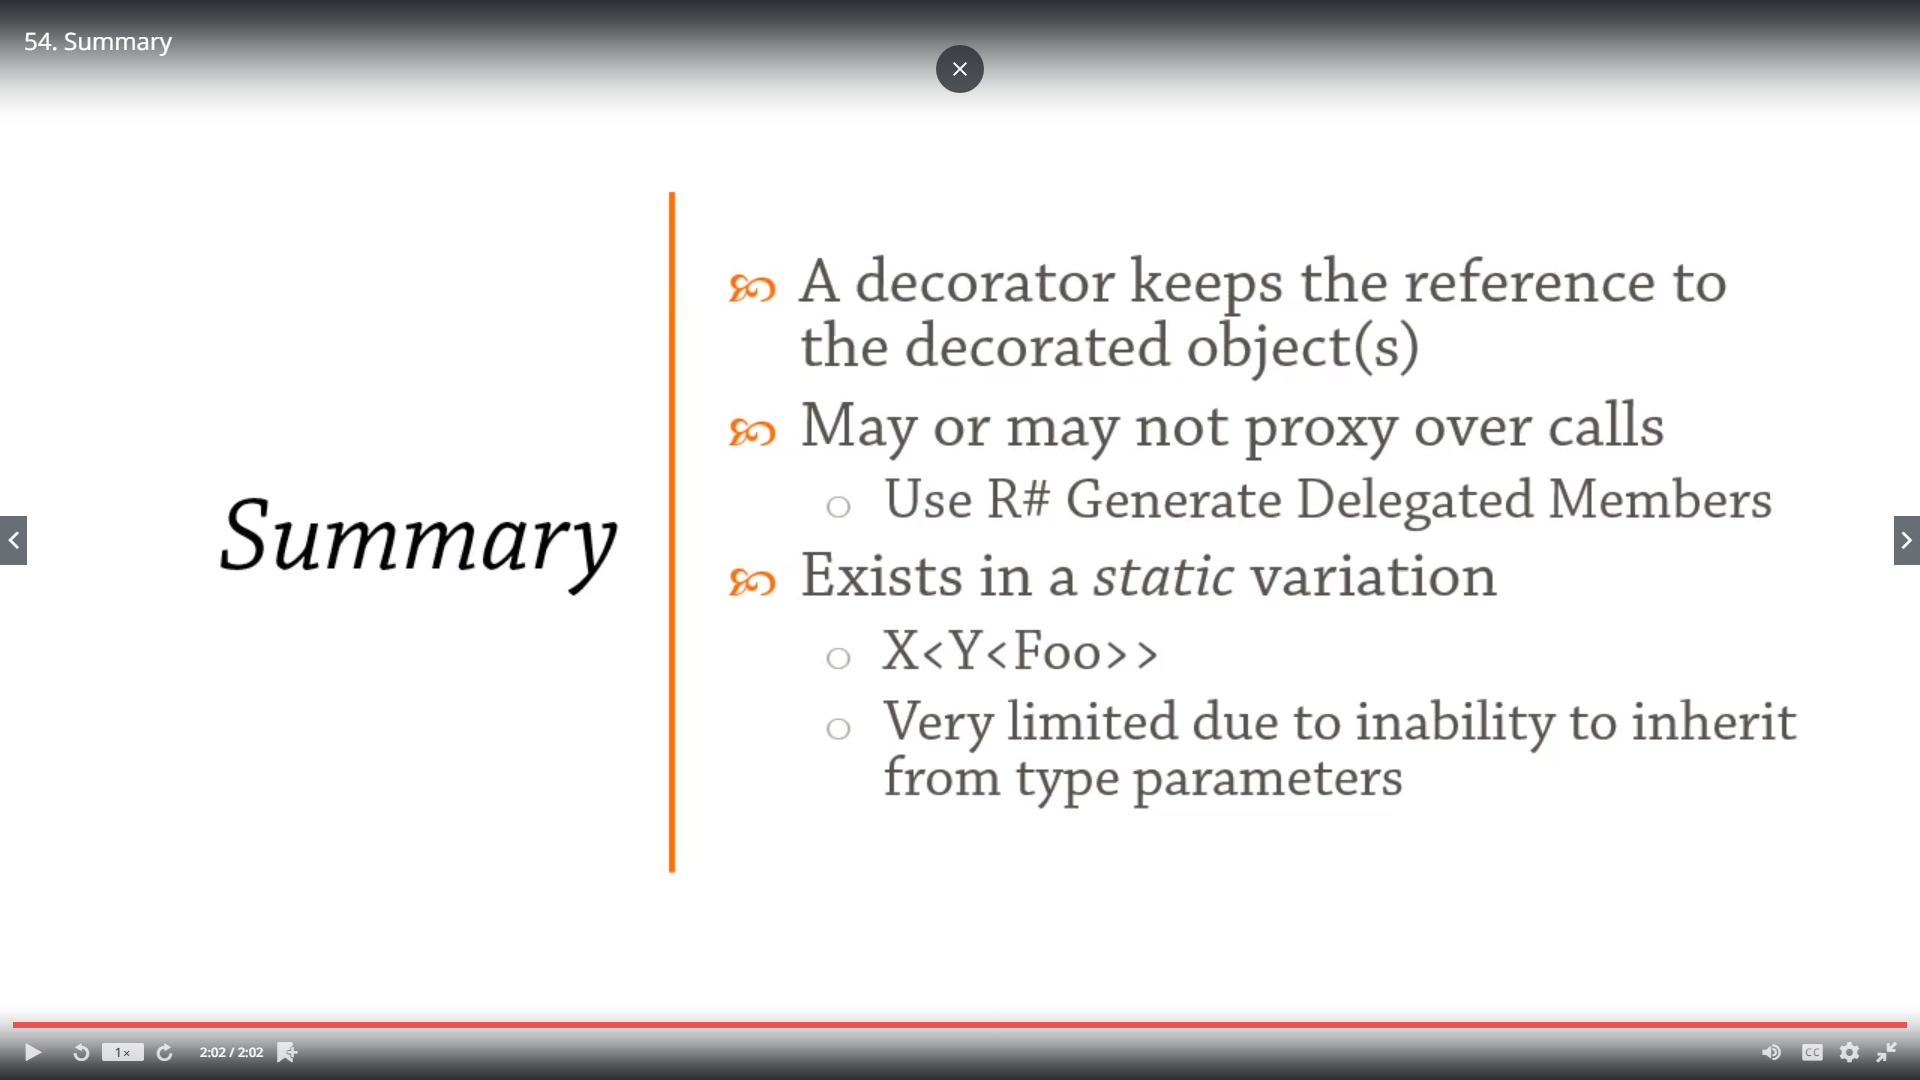 54. Summary
Summary
A decorator keeps the reference to
the decorated object(s)
May or may not proxy over calls
Use R# Generate Delegated Members
Exists in a static variation
X<Y<Foo>>
Very limited due to inability to inherit
from type parameters
1x
2:02 / 2:02
CC